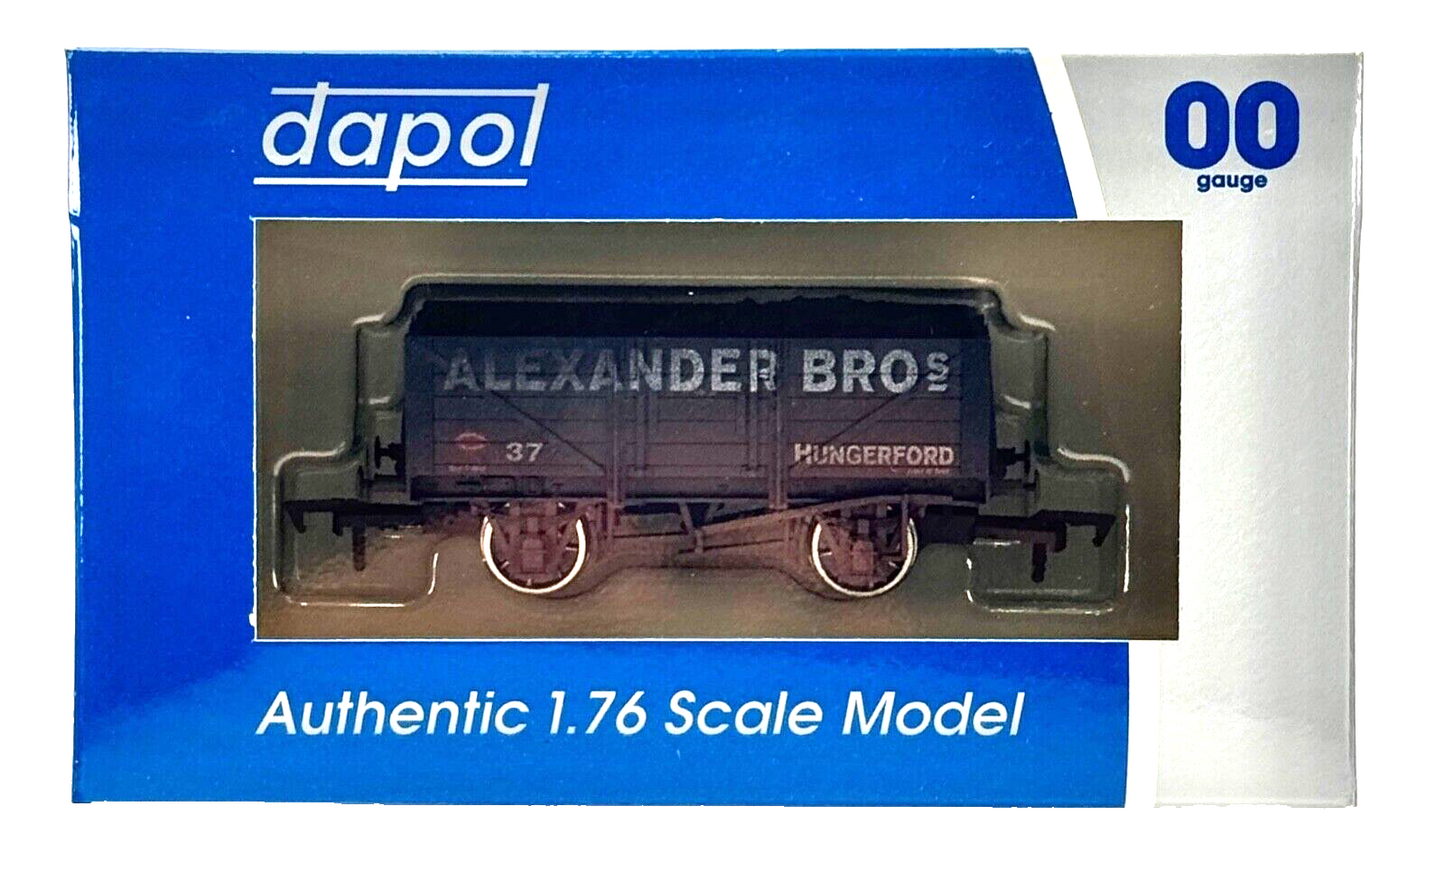 dapol
00
gauge
ALEXANDER BROS
37
HUNGERFORD
Authentic 1.76 Scale Model